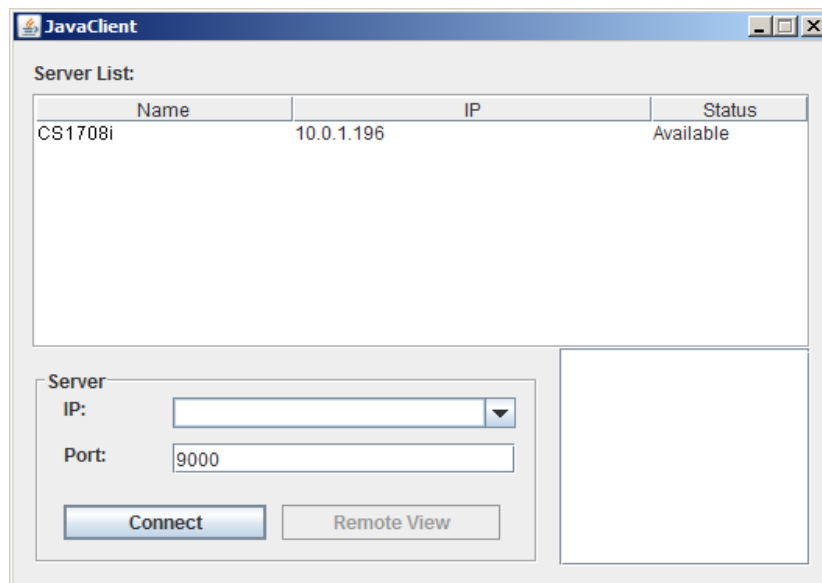 JavaClient
Server List:
Name IP Status
CS1708i 10.0.1.196 Available
Server
IP:
Port: 9000
Connect Remote View